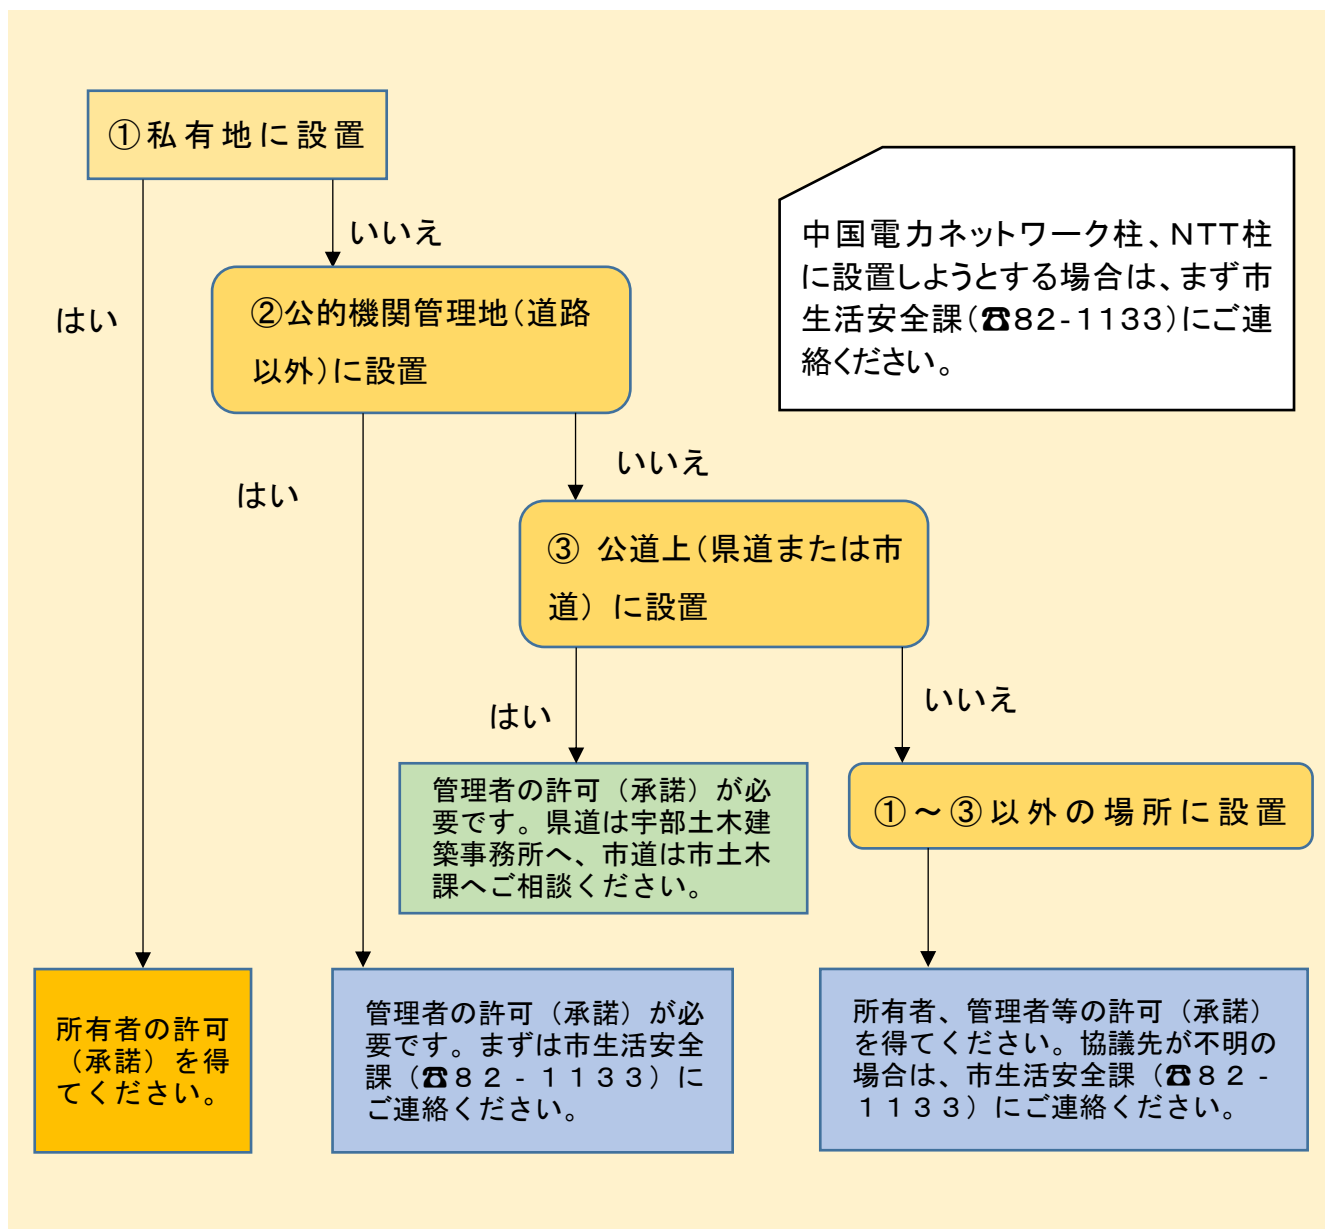 ①私有地に設置
いいえ
はい
②公的機関管理地（道路
以外）に設置
中国電力ネットワーク柱、NTT柱
に設置しようとする場合は、まず市
生活安全課（☎82-1133）にご連
絡ください。
いいえ
はい
③ 公道上（県道または市
道）に設置
いいえ
はい
管理者の許可（承諾）が必
要です。県道は宇部土木建
築事務所へ、市道は市土木
課へご相談ください。
①～③以外の場所に設置
所有者の許可
（承諾）を得
てください。
管理者の許可（承諾）が必
要です。まずは市生活安全
課（☎８２-１１３３）に
ご連絡ください。
所有者、管理者等の許可（承諾）
を得てください。協議先が不明の
場合は、市生活安全課（☎８２-
１１３３）にご連絡ください。